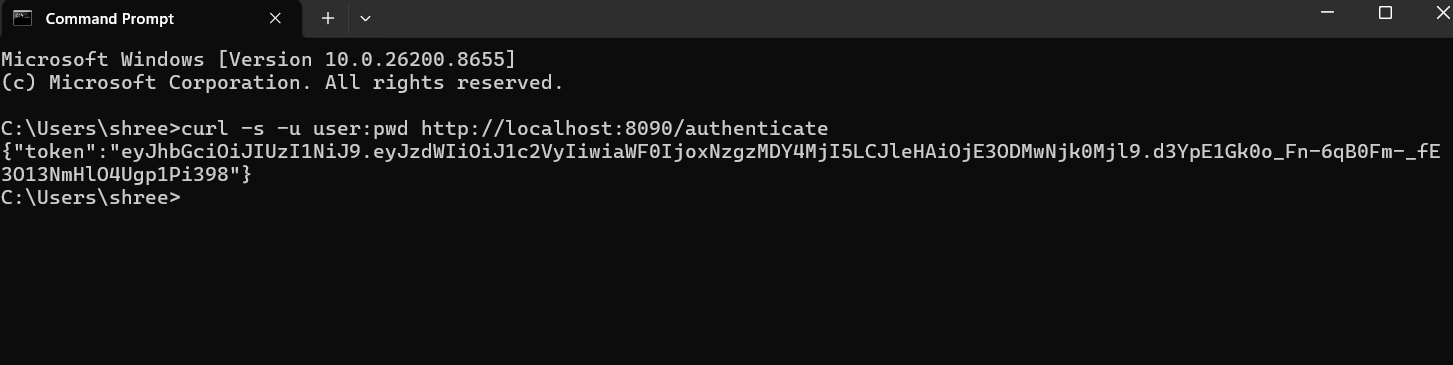 Command Prompt
Microsoft Windows [Version 10.0.26200.8655]
(c) Microsoft Corporation. All rights reserved.
C:\Users\shree>curl -s -u user:pwd http://localhost:8090/authenticate
{"token":"eyJhbGciOiJIUzI1NiJ9.eyJzdWIiOiJ1c2VyIiwiaWF0IjoxNzgzMDY4MjI5LCJleHAiOjE3ODMwNjk0Mjl9.d3YpE1Gk0o_Fn-6qB0Fm-_fE
3O13NmHlO4Ugp1Pi398"}
C:\Users\shree>